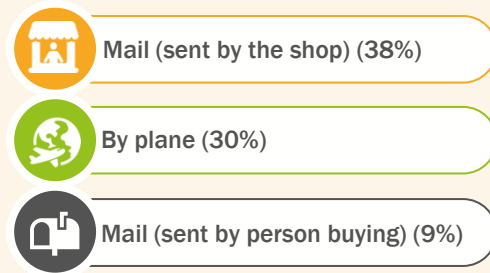 Mail (sent by the shop) (38%)
By plane (30%)
Mail (sent by person buying) (9%)